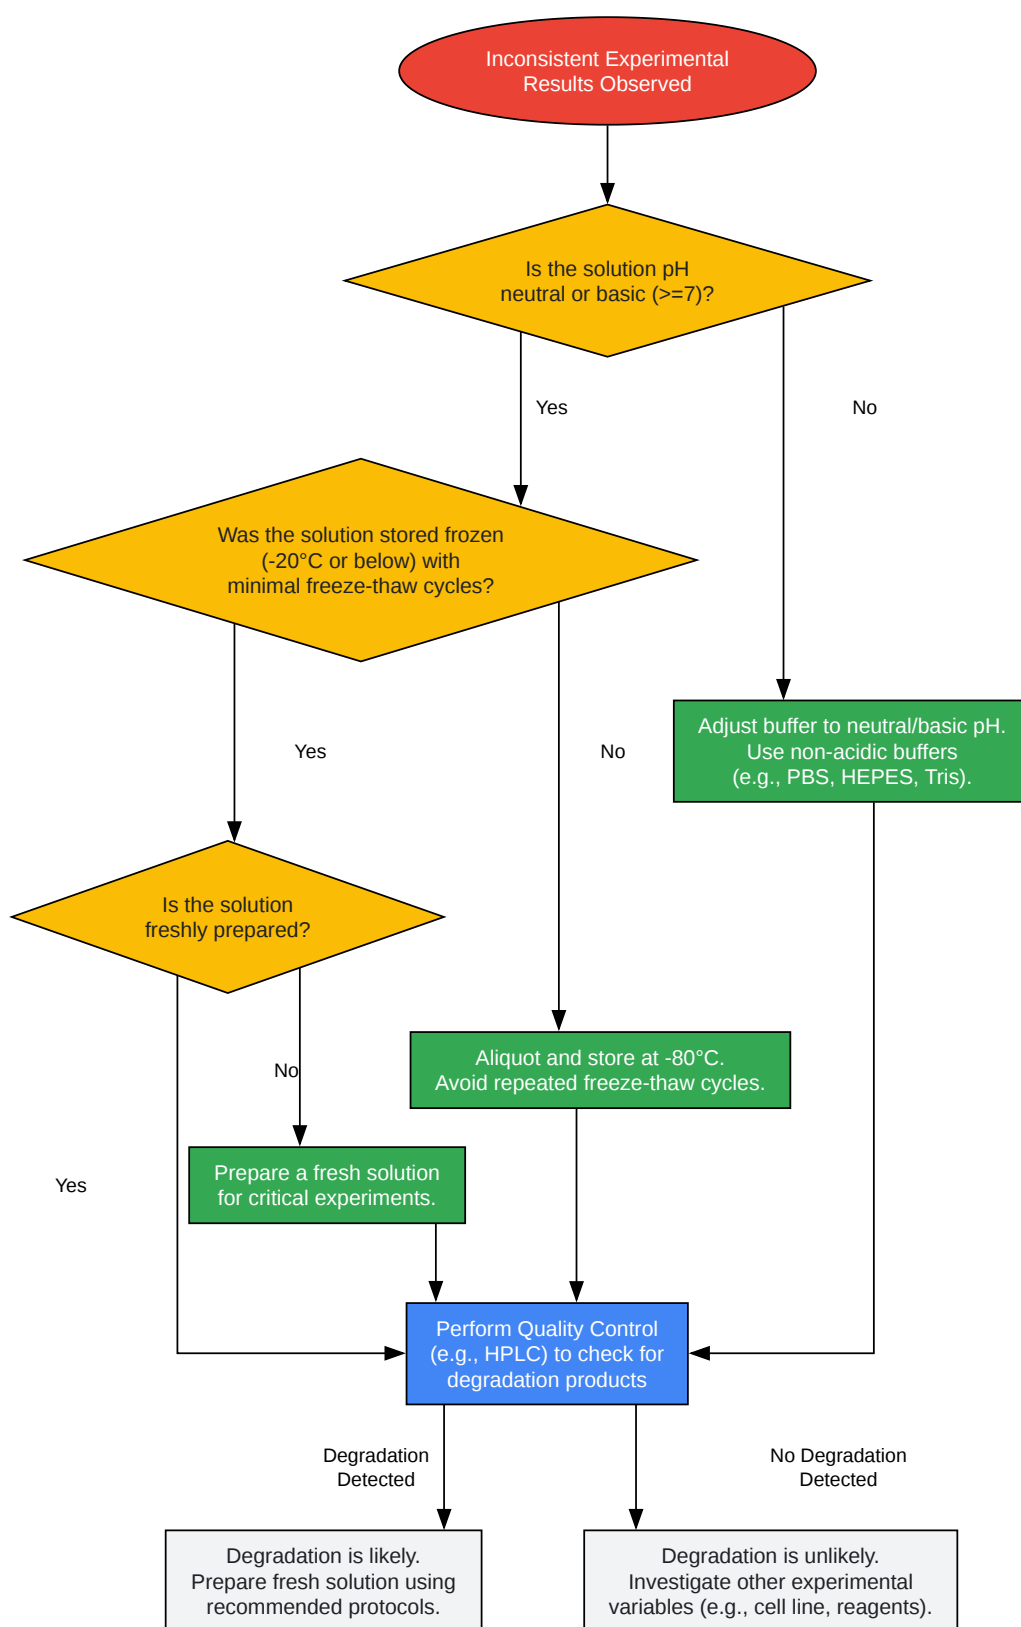 Inconsistent Experimental
Results Observed
Is the solution pH
neutral or basic (>=7)?
Yes
No
Was the solution stored frozen
(-20°C or below) with
minimal freeze-thaw cycles?
Yes
No
Adjust buffer to neutral/basic pH.
Use non-acidic buffers
(e.g., PBS, HEPES, Tris).
Is the solution
freshly prepared?
No
Aliquot and store at -80°C.
Avoid repeated freeze-thaw cycles.
Yes
Prepare a fresh solution
for critical experiments.
Perform Quality Control
(e.g., HPLC) to check for
degradation products
Degradation
Detected
No Degradation
Detected
Degradation is likely.
Prepare fresh solution using
recommended protocols.
Degradation is unlikely.
Investigate other experimental
variables (e.g., cell line, reagents).